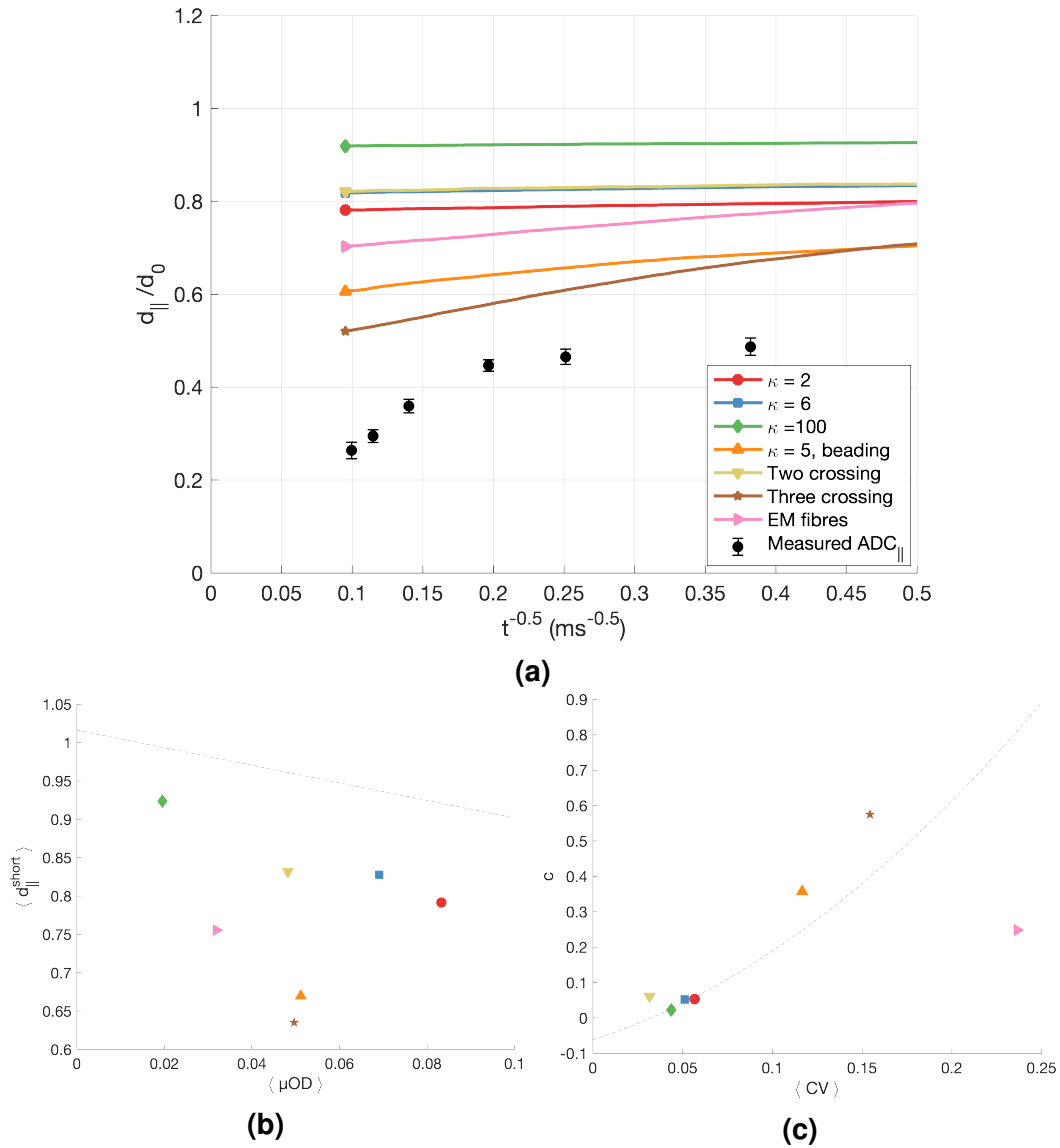 1.2
1
0.8
0.6
0.4
0.2
0
d||/d0
0 0.05 0.1 0.15 0.2 0.25 0.3 0.35 0.4 0.45 0.5
t^-0.5 (ms^-0.5)
κ = 2
κ = 6
κ =100
κ = 5, beading
Two crossing
Three crossing
EM fibres
Measured ADC||
(a)
1.05
1
0.95
0.9
0.85
0.8
0.75
0.7
0.65
0.6
⟨ d||^short ⟩
0 0.02 0.04 0.06 0.08 0.1
⟨ μOD ⟩
(b)
0.9
0.8
0.7
0.6
0.5
0.4
0.3
0.2
0.1
0
-0.1
c
0 0.05 0.1 0.15 0.2 0.25
⟨ CV ⟩
(c)